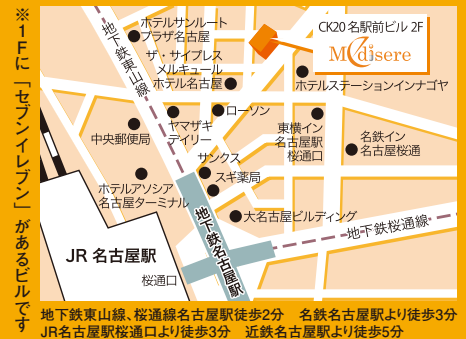 ※1Fに「セブンイレブン」があるビルです
CK20 名駅前ビル 2F
Medisere
ホテルサンルート
プラザ名古屋
地下鉄東山線
ザ・サイプレス
メルキュール
ホテル名古屋
ホテルステーションインナゴヤ
ローソン
中央郵便局
ヤマザキ
デイリー
東横イン
名古屋駅
桜通口
名鉄イン
名古屋桜通
サンクス
スギ薬局
ホテルアソシア
名古屋ターミナル
大名古屋ビルディング
地下鉄名古屋駅
地下鉄桜通線
JR 名古屋駅
桜通口
地下鉄東山線、桜通線名古屋駅徒歩2分　名鉄名古屋駅より徒歩3分
JR名古屋駅桜通口より徒歩3分　近鉄名古屋駅より徒歩5分